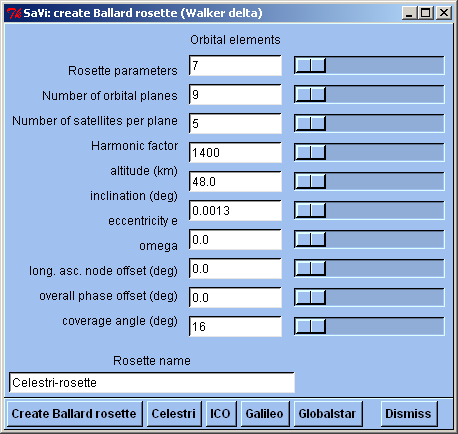 SaVi: create Ballard rosette (Walker delta)
Orbital elements
Rosette parameters 7
Number of orbital planes 9
Number of satellites per plane 5
Harmonic factor 1400
altitude (km) 48.0
inclination (deg) 0.0013
eccentricity e 0.0
omega 0.0
long. asc. node offset (deg) 0.0
overall phase offset (deg) 16
coverage angle (deg)
Rosette name
Celestri-rosette
Create Ballard rosette Celestri ICO Galileo Globalstar Dismiss